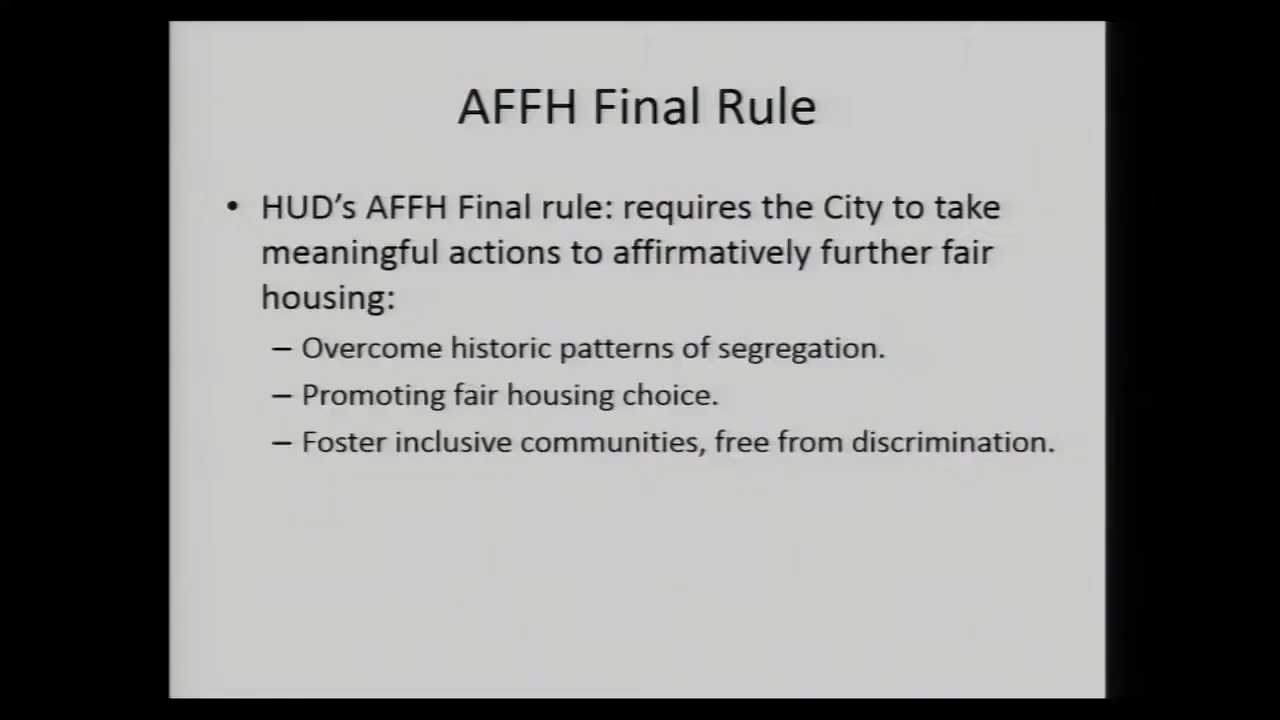 AFFH Final Rule
• HUD’s AFFH Final rule: requires the City to take
meaningful actions to affirmatively further fair
housing:
– Overcome historic patterns of segregation.
– Promoting fair housing choice.
– Foster inclusive communities, free from discrimination.